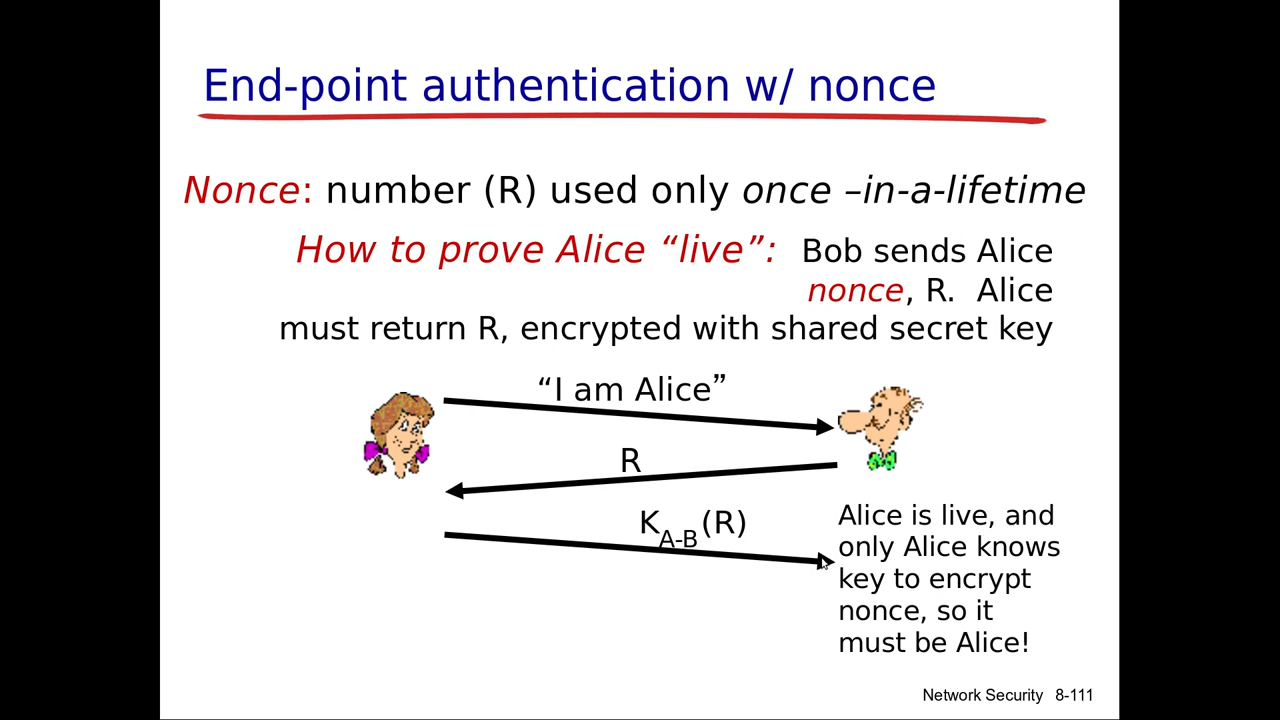 End-point authentication w/ nonce
Nonce: number (R) used only once –in-a-lifetime
How to prove Alice “live”: Bob sends Alice
nonce, R. Alice
must return R, encrypted with shared secret key
“I am Alice”
R
K A-B (R)
Alice is live, and
only Alice knows
key to encrypt
nonce, so it
must be Alice!
Network Security 8-111